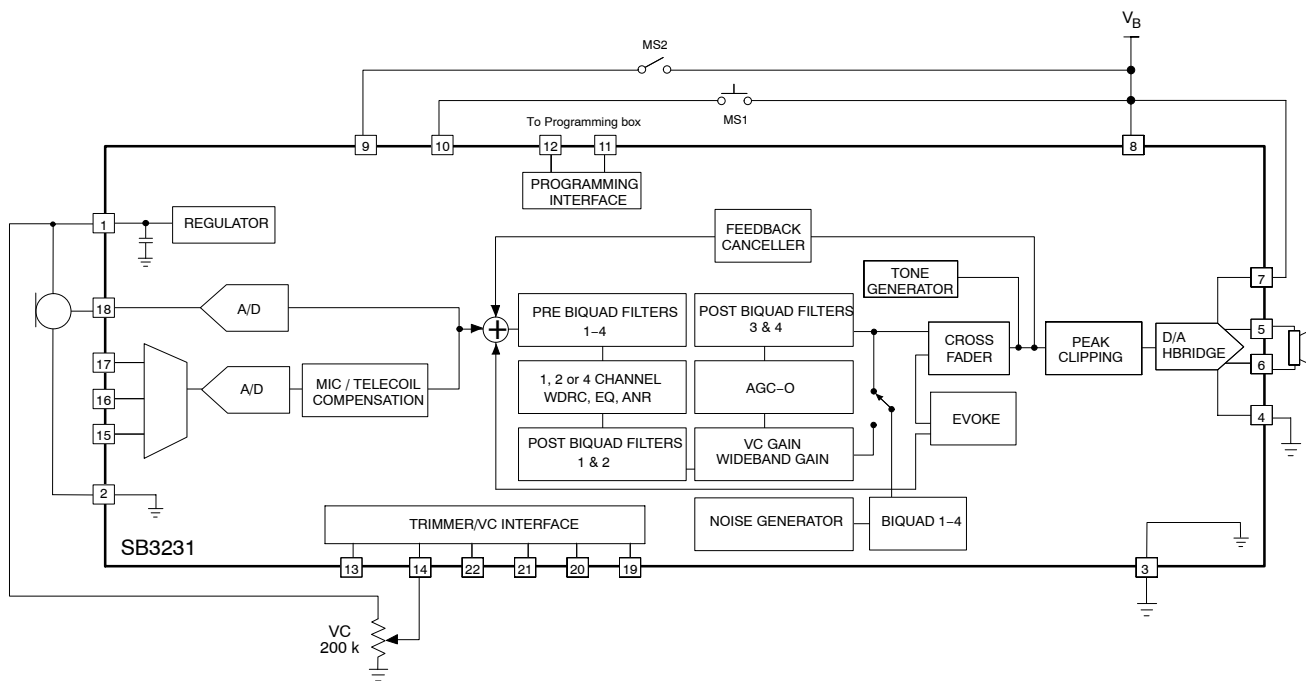 V_B
MS2
MS1
To Programming box
9
10
12
11
8
PROGRAMMING
INTERFACE
1
REGULATOR
FEEDBACK
CANCELLER
TONE
GENERATOR
7
18
A/D
PRE BIQUAD FILTERS
1–4
POST BIQUAD FILTERS
3 & 4
CROSS
FADER
PEAK
CLIPPING
D/A
HBRIDGE
5
6
17
16
15
A/D
MIC / TELECOIL
COMPENSATION
1, 2 or 4 CHANNEL
WDRC, EQ, ANR
AGC–O
EVOKE
4
POST BIQUAD FILTERS
1 & 2
VC GAIN
WIDEBAND GAIN
2
TRIMMER/VC INTERFACE
NOISE GENERATOR
BIQUAD 1–4
SB3231
13
14
22
21
20
19
3
VC
200 k